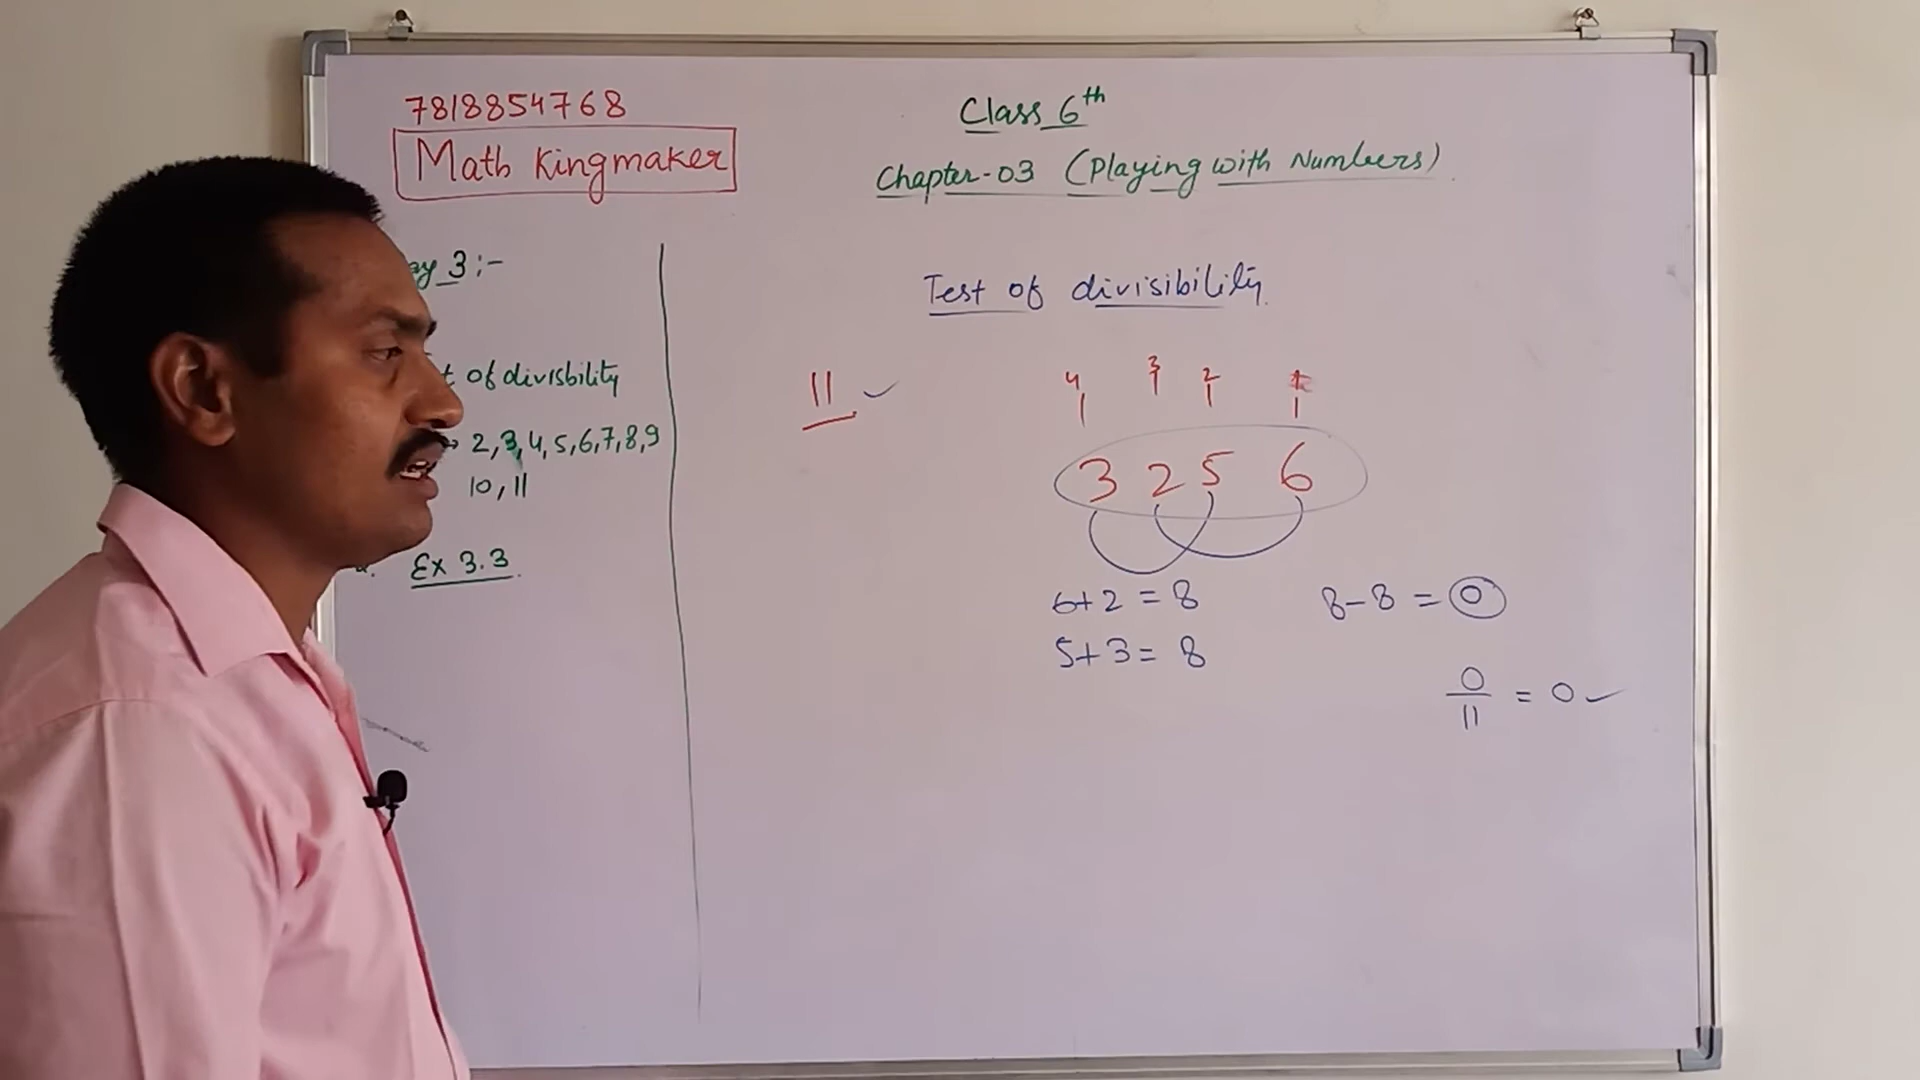 7818854768
Math Kingmaker
Class 6th
Chapter-03 (Playing with Numbers)
3:-
of divisbility
2,3,4,5,6,7,8,9
10,11
Ex 3.3
Test of divisibility
11
4 3 2 1
3 2 5 6
6+2 = 8
8-8 = 0
5+3 = 8
0/11 = 0